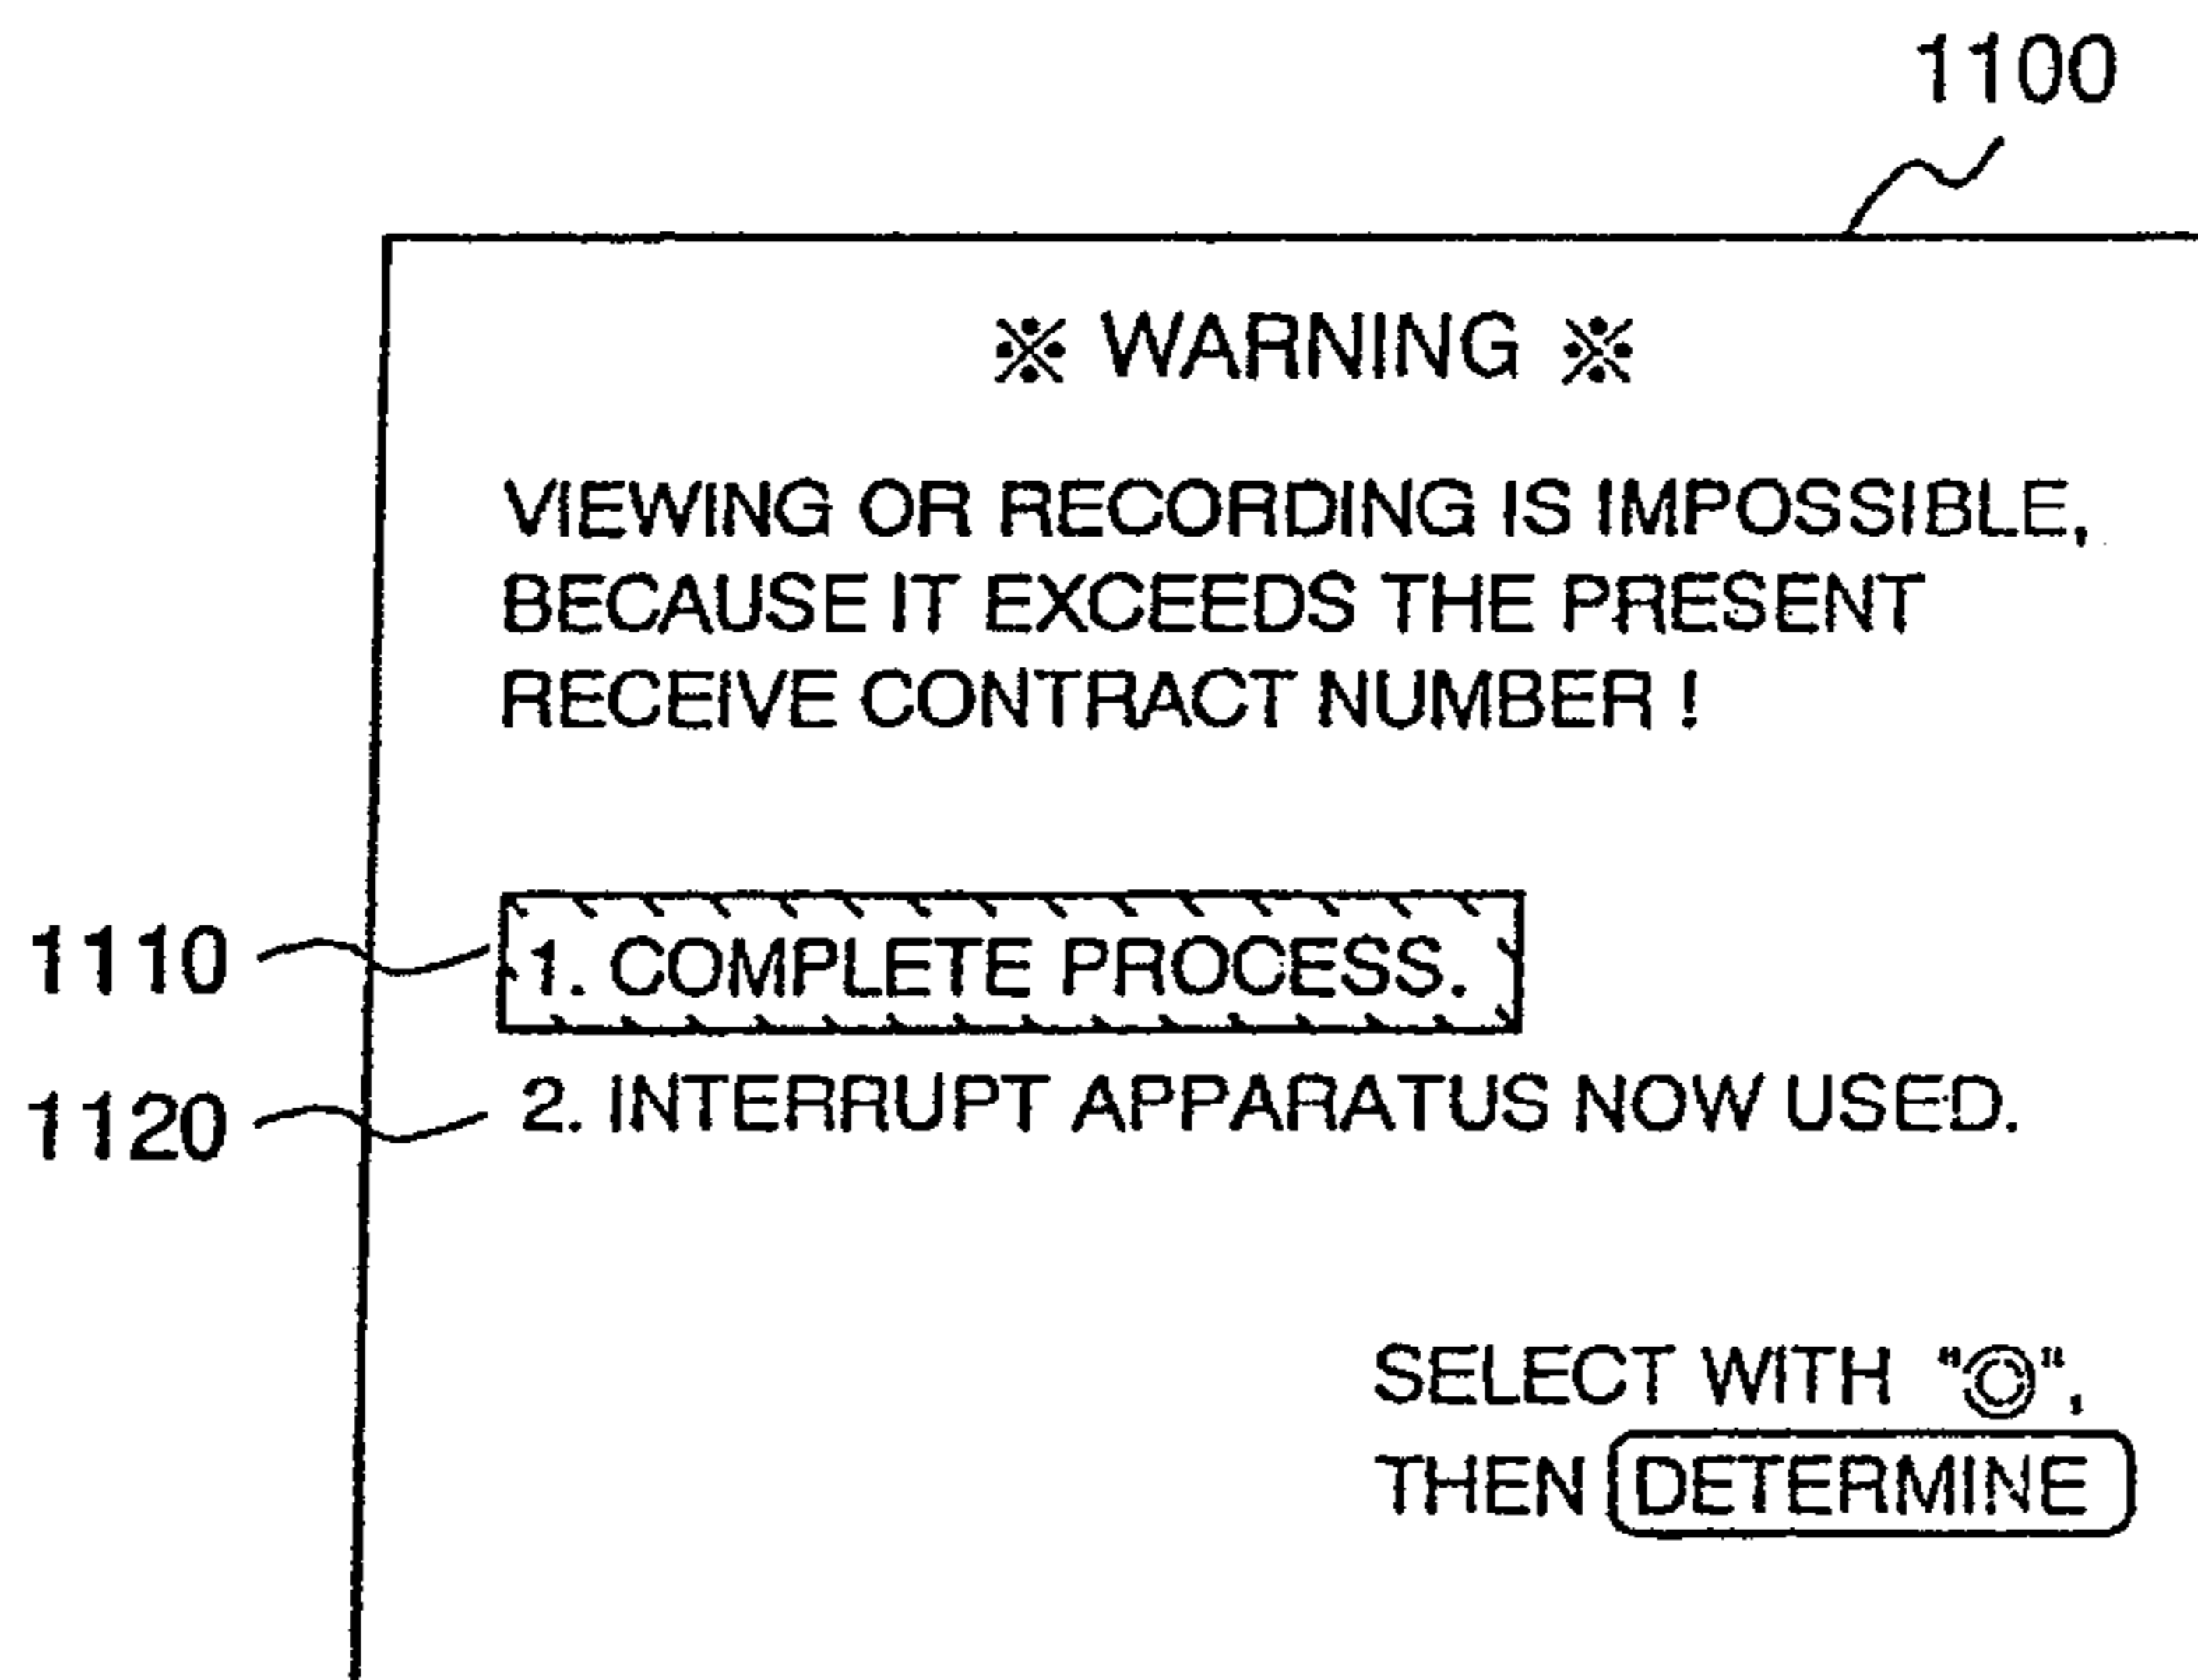 1100
※ WARNING ※
VIEWING OR RECORDING IS IMPOSSIBLE,
BECAUSE IT EXCEEDS THE PRESENT
RECEIVE CONTRACT NUMBER !
1110
1. COMPLETE PROCESS.
1120
2. INTERRUPT APPARATUS NOW USED.
SELECT WITH "◎",
THEN DETERMINE